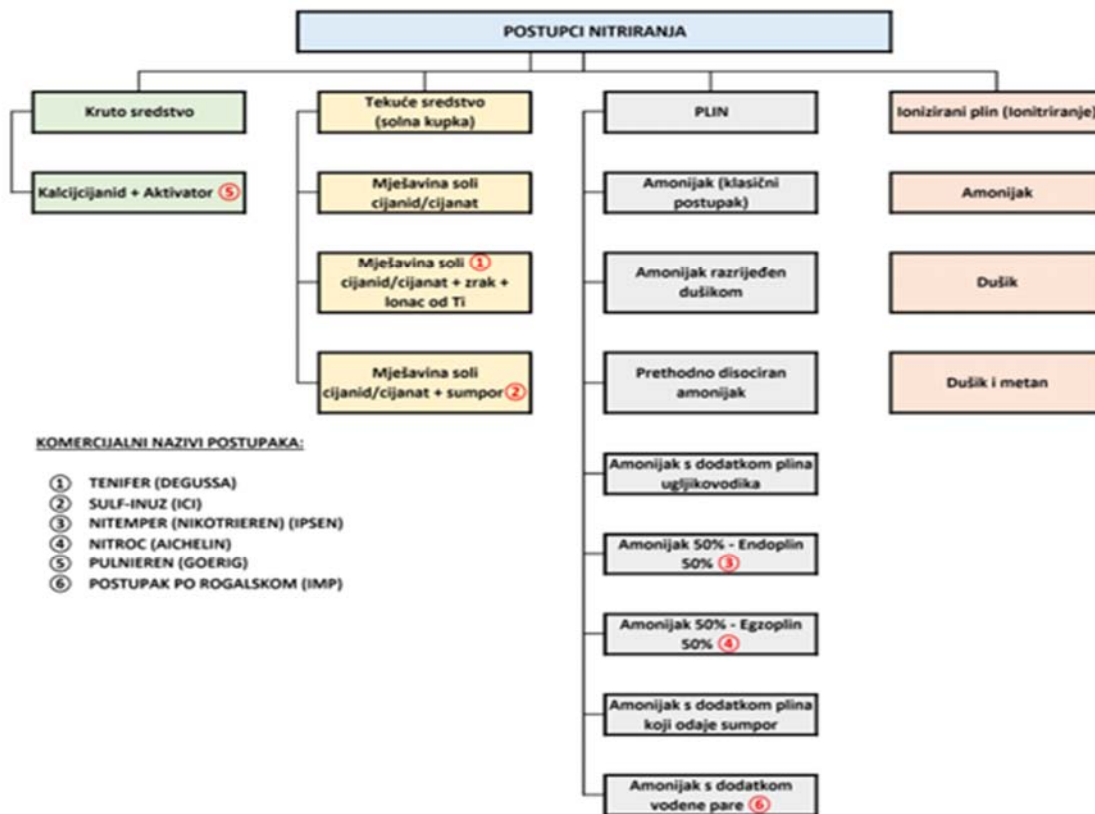 POSTUPCI NITRIRANJA
Kruto sredstvo
Kalcijcijanid + Aktivator ⑤
Tekuće sredstvo
(solna kupka)
Mješavina soli
cijanid/cijanat
Mješavina soli ①
cijanid/cijanat + zrak +
lonac od Ti
Mješavina soli
cijanid/cijanat + sumpor ②
PLIN
Amonijak (klasični
postupak)
Amonijak razrijeđen
dušikom
Prethodno disociran
amonijak
Amonijak s dodatkom plina
ugljikovodika
Amonijak 50% - Endoplin
50% ③
Amonijak 50% - Egzoplin
50% ④
Amonijak s dodatkom plina
koji odaje sumpor
Amonijak s dodatkom
vodene pare ⑥
Ionizirani plin (Ionitriranje)
Amonijak
Dušik
Dušik i metan
KOMERCIJALNI NAZIVI POSTUPAKA:
① TENIFER (DEGUSSA)
② SULF-INUZ (ICI)
③ NITEMPER (NIKOTRIEREN) (IPSEN)
④ NITROC (AICHELIN)
⑤ PULNIEREN (GOERIG)
⑥ POSTUPAK PO ROGALSKOM (IMP)